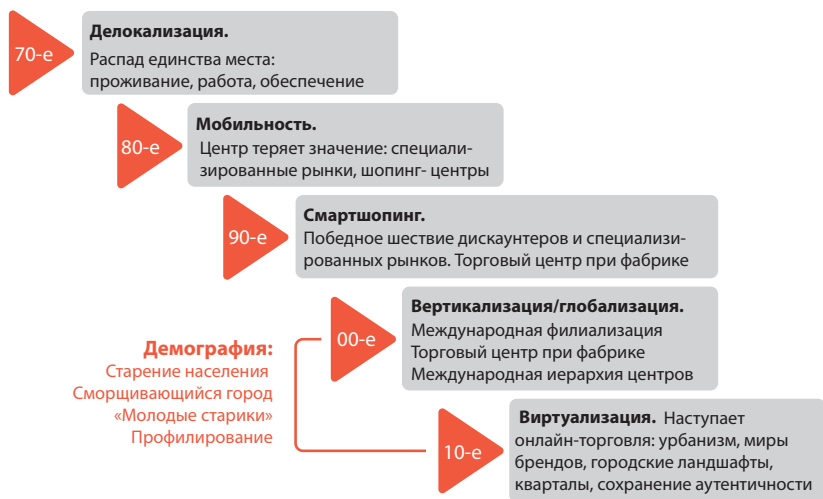 70-е
Делокализация.
Распад единства места:
проживание, работа, обеспечение
80-е
Мобильность.
Центр теряет значение: специали-
зированные рынки, шопинг- центры
90-е
Смартшопинг.
Победное шествие дискаунтеров и специализи-
рованных рынков. Торговый центр при фабрике
00-е
Вертикализация/глобализация.
Международная филиализация
Торговый центр при фабрике
Международная иерархия центров
Демография:
Старение населения
Сморщивающийся город
«Молодые старики»
Профилирование
10-е
Виртуализация. Наступает
онлайн-торговля: урбанизм, миры
брендов, городские ландшафты,
кварталы, сохранение аутентичности